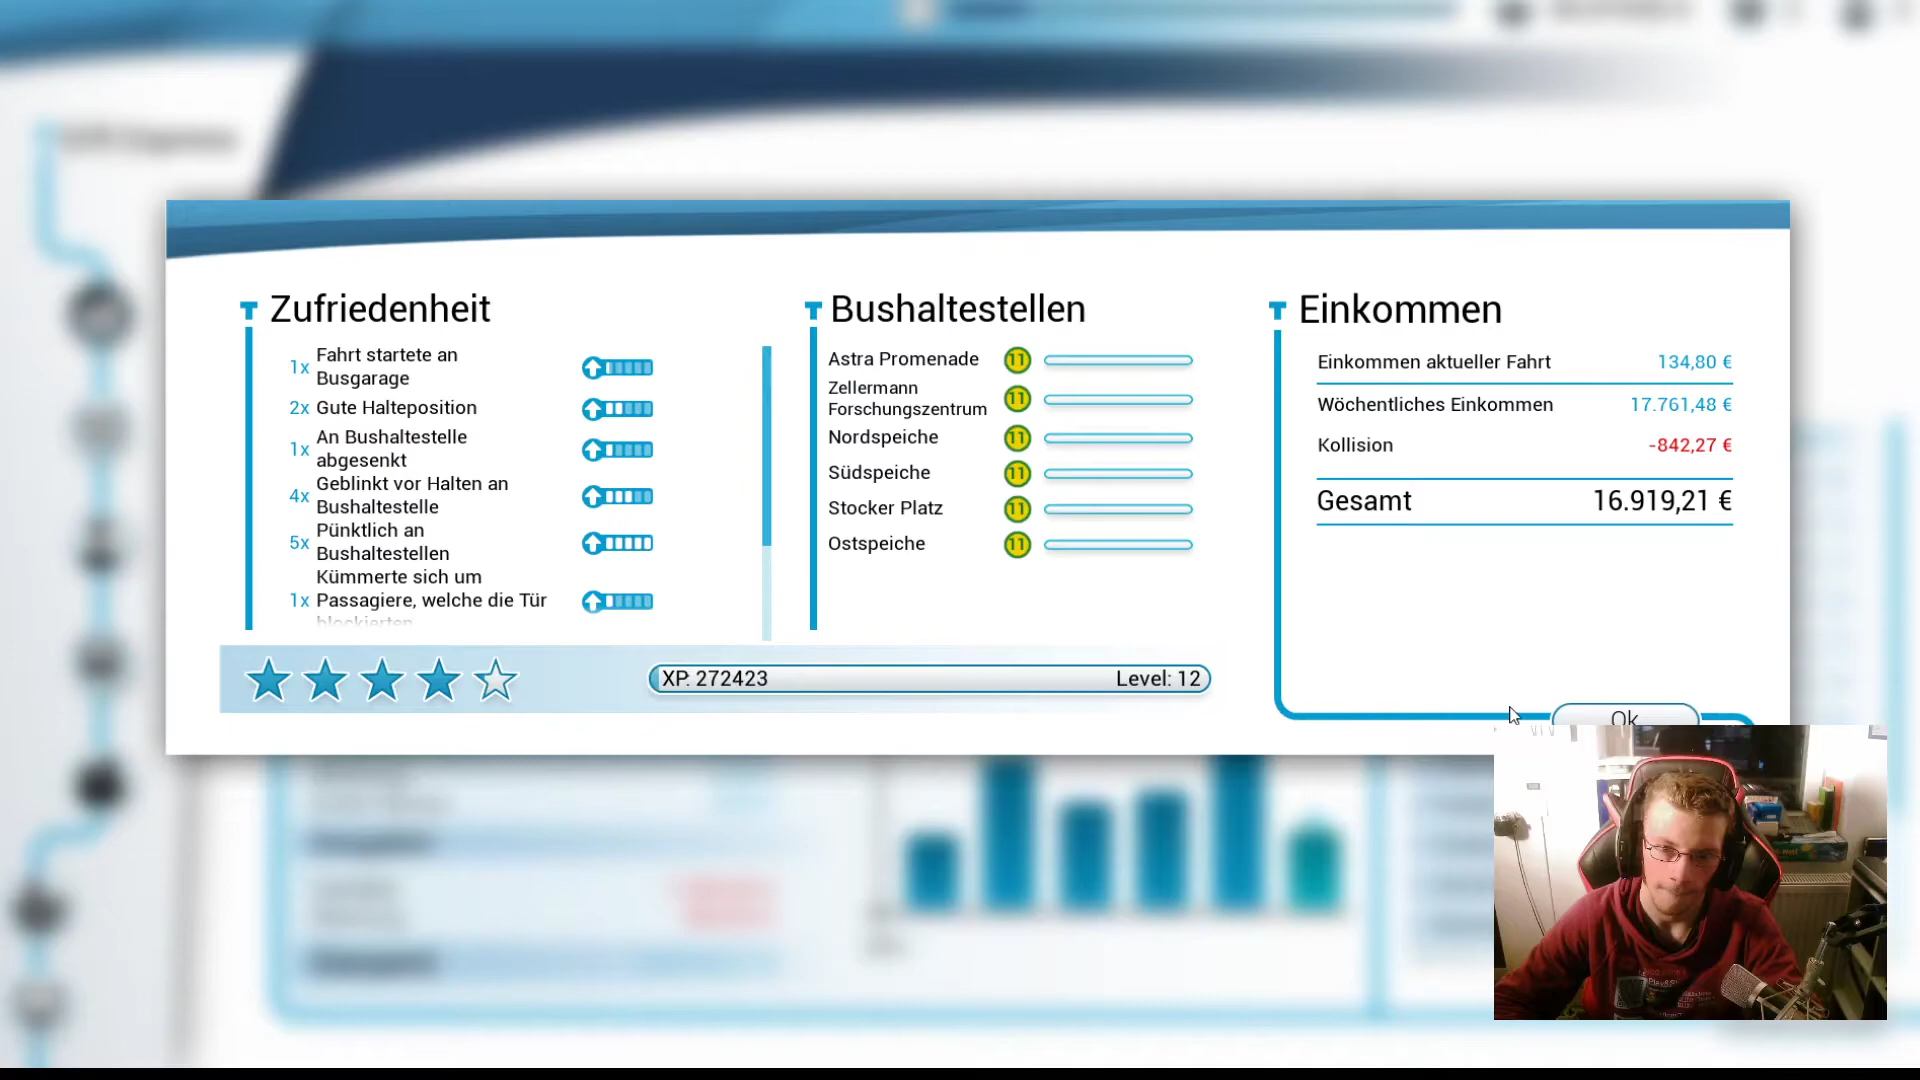 Zufriedenheit
1x Fahrt startete an
Busgarage
2x Gute Halteposition
1x An Bushaltestelle
abgesenkt
4x Geblinkt vor Halten an
Bushaltestelle
5x Pünktlich an
Bushaltestellen
1x Kümmerte sich um
Passagiere, welche die Tür
blockierten
Bushaltestellen
Astra Promenade 11
Zellermann
Forschungszentrum 11
Nordspeiche 11
Südspeiche 11
Stocker Platz 11
Ostspeiche 11
Einkommen
Einkommen aktueller Fahrt 134,80 €
Wöchentliches Einkommen 17.761,48 €
Kollision -842,27 €
Gesamt 16.919,21 €
XP: 272423 Level: 12
Ok